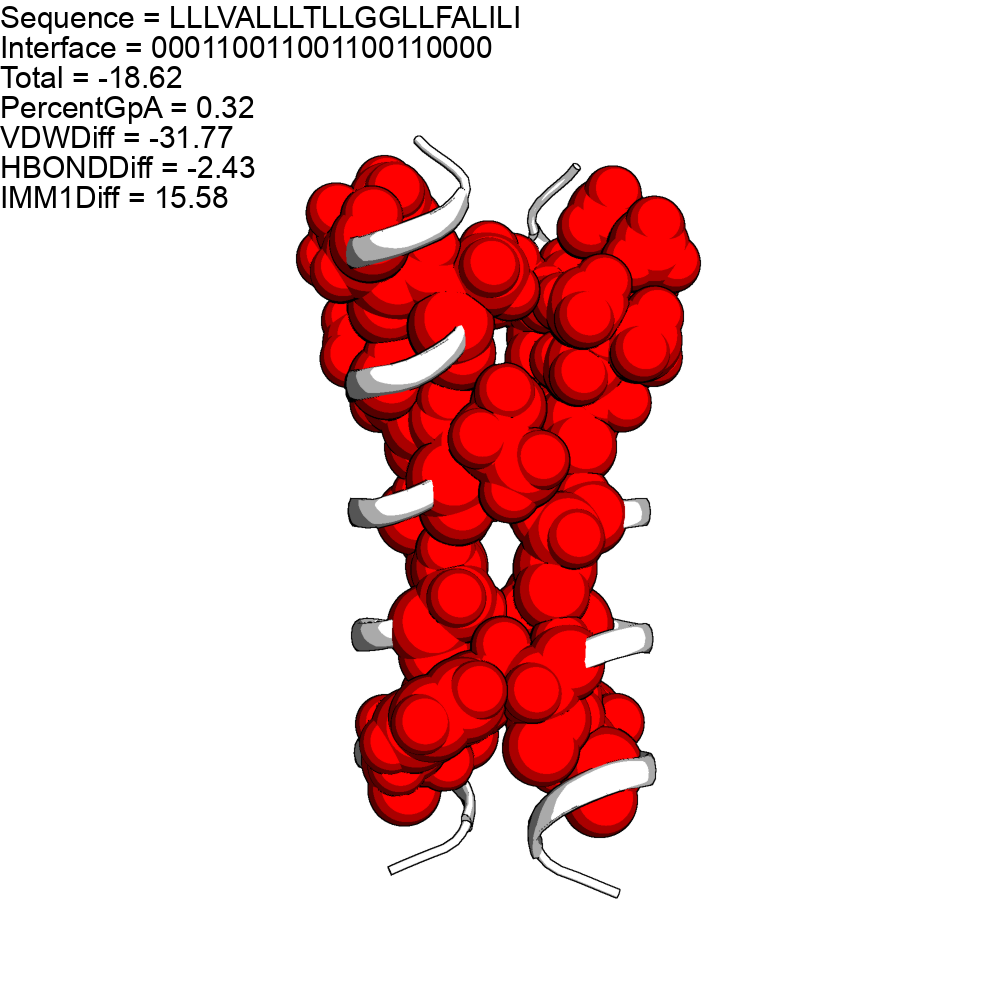 Sequence = LLLVALLLTLLGGLLFALILI
Interface = 000110011001100110000
Total = -18.62
PercentGpA = 0.32
VDWDiff = -31.77
HBONDDiff = -2.43
IMM1Diff = 15.58